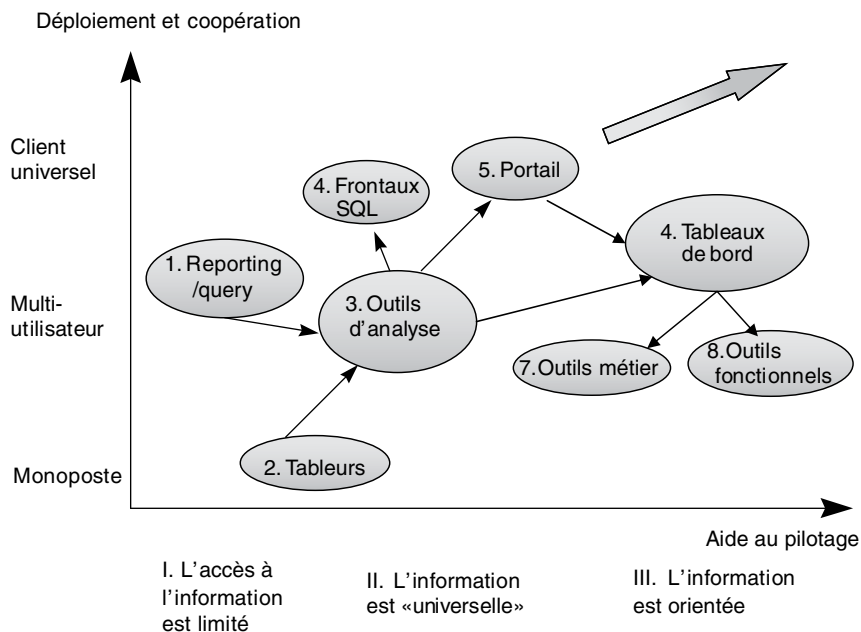 Déploiement et coopération
Client
universel
5. Portail
4. Frontaux
SQL
4. Tableaux
de bord
1. Reporting
/query
Multi-
utilisateur
3. Outils
d'analyse
7.Outils métier
8.Outils
fonctionnels
2. Tableurs
Monoposte
Aide au pilotage
I. L'accès à
l'information
est limité
II. L'information
est «universelle»
III. L'information
est orientée